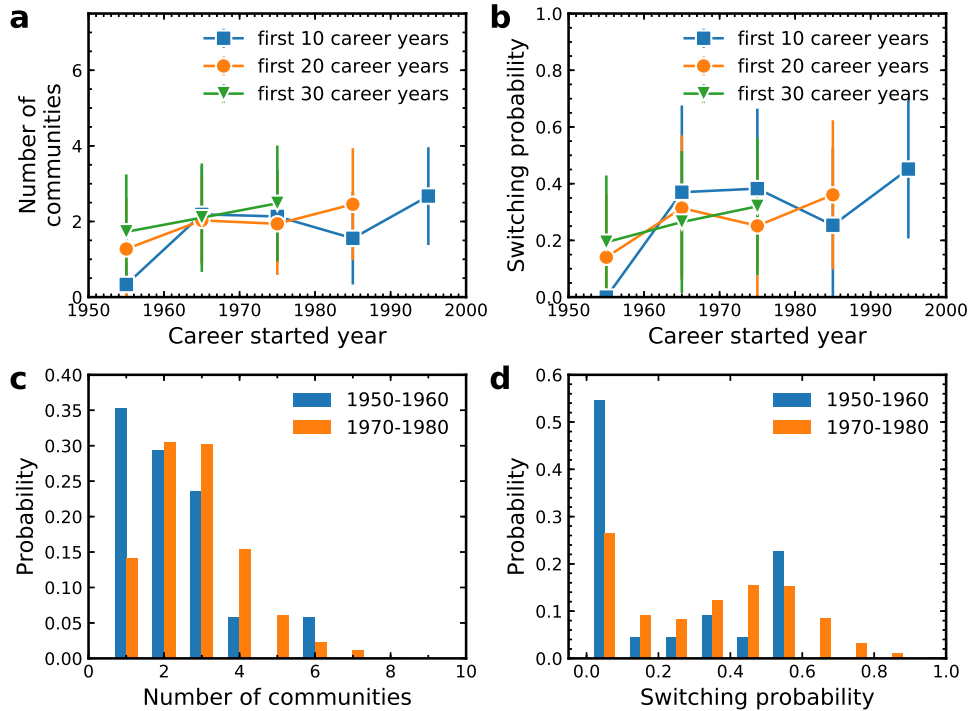 a
first 10 career years
first 20 career years
first 30 career years
Number of
communities
6
4
2
0
1950 1960 1970 1980 1990 2000
Career started year
b
first 10 career years
first 20 career years
first 30 career years
Switching probability
1.0
0.8
0.6
0.4
0.2
0.0
1950 1960 1970 1980 1990 2000
Career started year
c
1950-1960
1970-1980
Probability
0.40
0.35
0.30
0.25
0.20
0.15
0.10
0.05
0.00
0 2 4 6 8 10
Number of communities
d
1950-1960
1970-1980
Probability
0.6
0.5
0.4
0.3
0.2
0.1
0.0
0.0 0.2 0.4 0.6 0.8 1.0
Switching probability